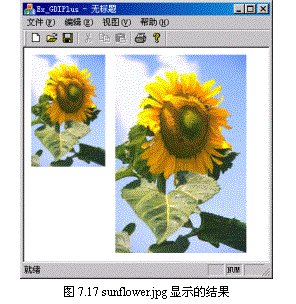 Ex_GDIPlus - 无标题
文件(F) 编辑(E) 视图(V) 帮助(H)
就绪 NUM
图 7.17 sunflower.jpg 显示的结果